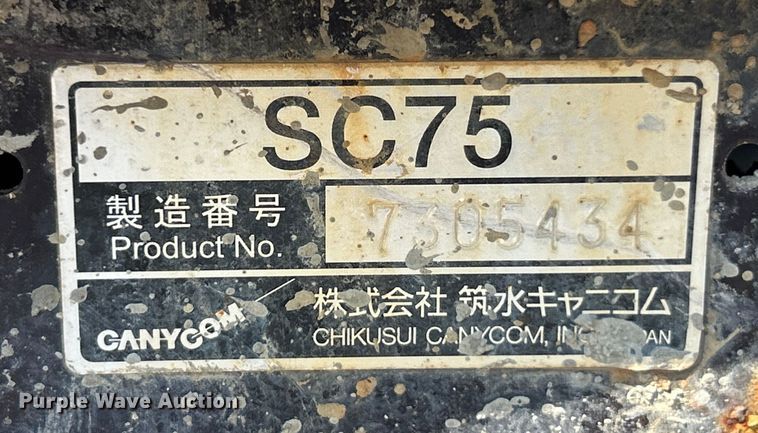 SC75
製造番号
Product No.
7305434
CANYCOM
株式会社 筑水キャニコム
CHIKUSUI CANYCOM, INC.
Purple Wave Auction